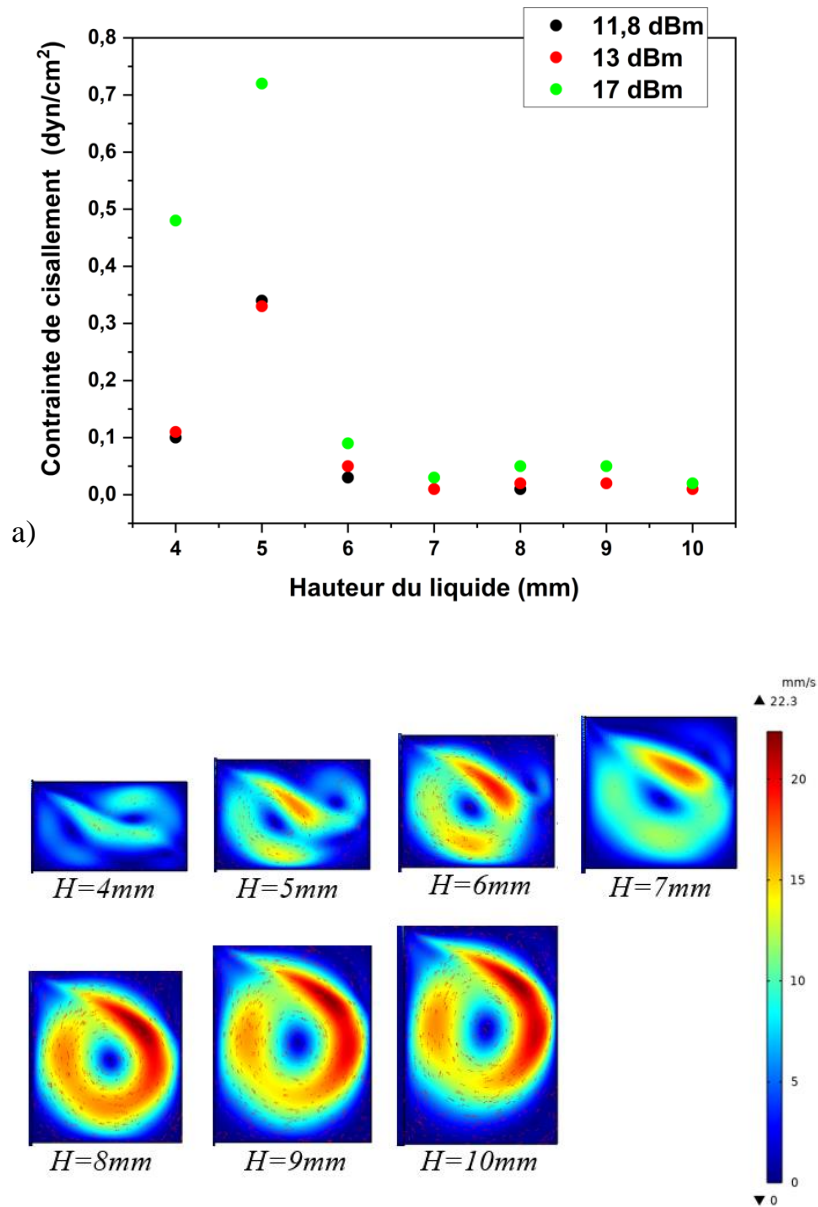 11,8 dBm
13 dBm
17 dBm
Contrainte de cisallement (dyn/cm²)
0,8
0,7
0,6
0,5
0,4
0,3
0,2
0,1
0,0
4 5 6 7 8 9 10
Hauteur du liquide (mm)
a)
mm/s
▲ 22.3
20
15
10
5
0
▼ 0
H=4mm H=5mm H=6mm H=7mm
H=8mm H=9mm H=10mm